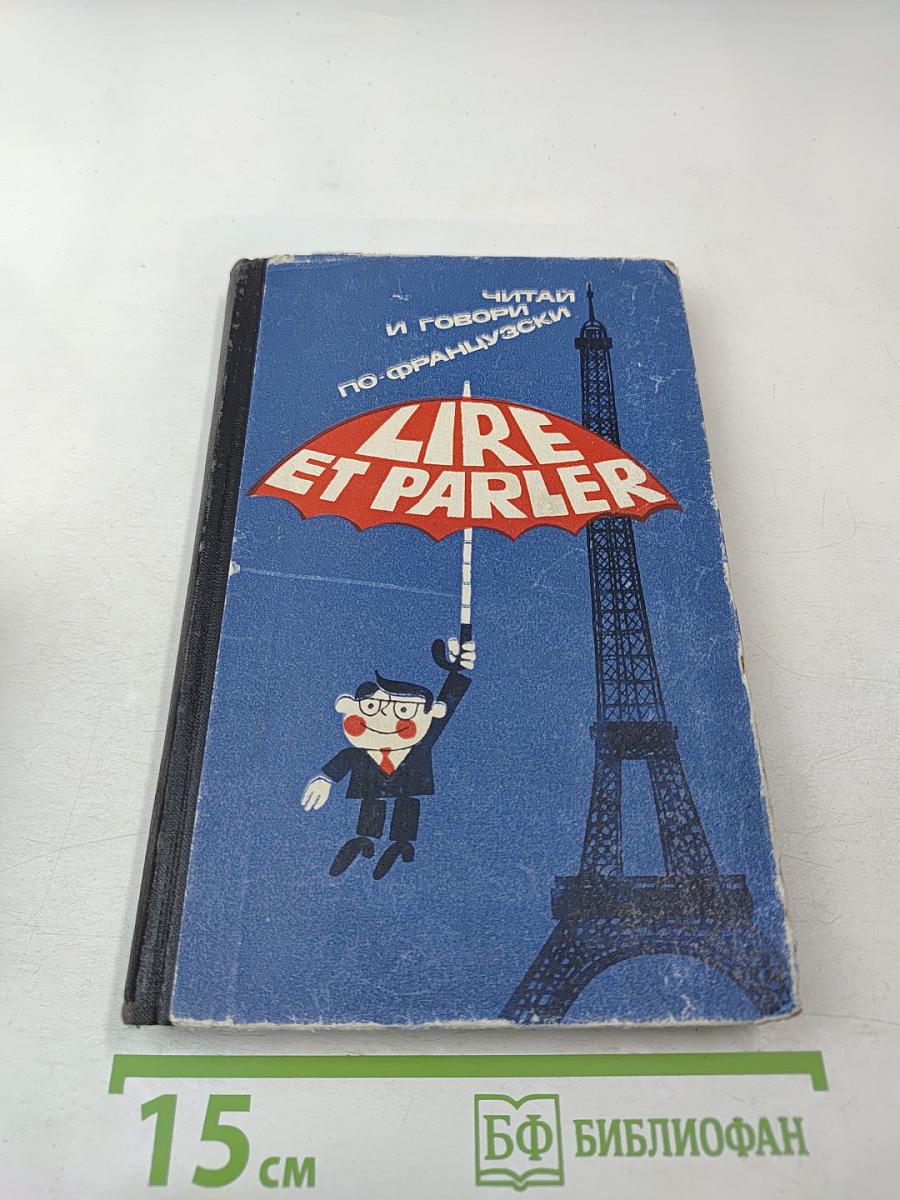 ЧИТАЙ
И ГОВОРИ
ПО-ФРАНЦУЗСКИ
LIRE
ET PARLER
15 см
БФ БИБЛИОФАН